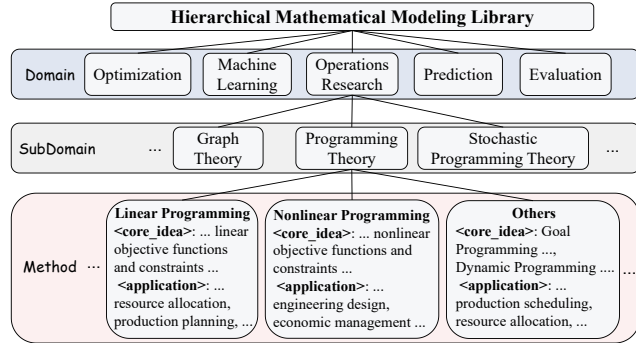 Hierarchical Mathematical Modeling Library
Domain
Optimization
Machine
Learning
Operations
Research
Prediction
Evaluation
SubDomain
...
Graph
Theory
Programming
Theory
Stochastic
Programming Theory
...
Method
...
Linear Programming
<core_idea>: ... linear
objective functions
and constraints ...
<application>: ...
resource allocation,
production planning, ...
Nonlinear Programming
<core_idea>: ... nonlinear
objective functions and
constraints ...
<application>: ...
engineering design,
economic management ...
Others
<core_idea>: Goal
Programming ...,
Dynamic Programming ....
<application>: ...
production scheduling,
resource allocation, ...
...